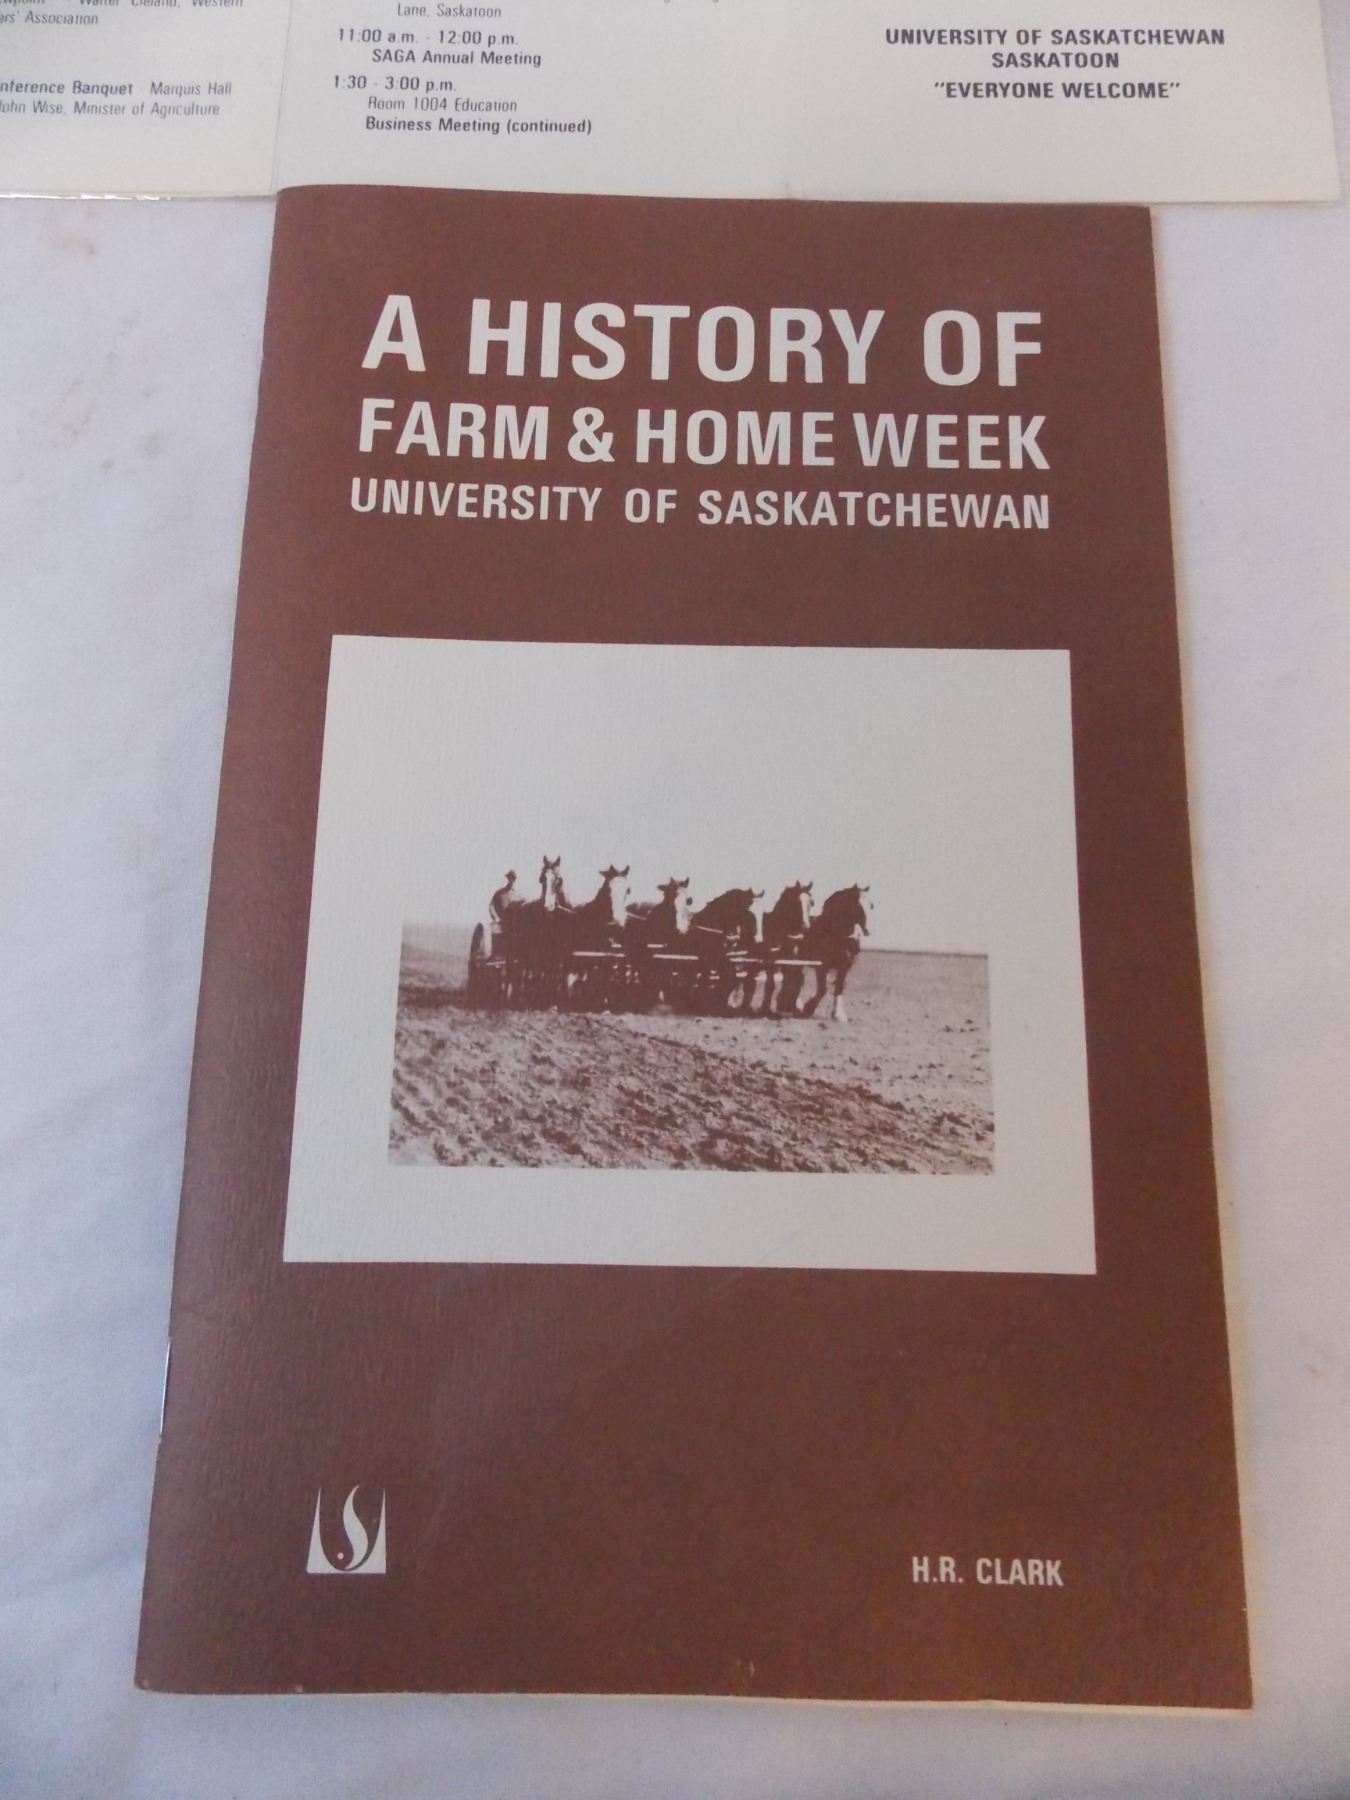 Association
Conference Banquet Marquis Hall
John Wise, Minister of Agriculture
Lane, Saskatoon
11:00 a.m. - 12:00 p.m.
SAGA Annual Meeting
1:30 - 3:00 p.m.
Room 1004 Education
Business Meeting (continued)
UNIVERSITY OF SASKATCHEWAN
SASKATOON
"EVERYONE WELCOME"
A HISTORY OF
FARM & HOME WEEK
UNIVERSITY OF SASKATCHEWAN
H.R. CLARK